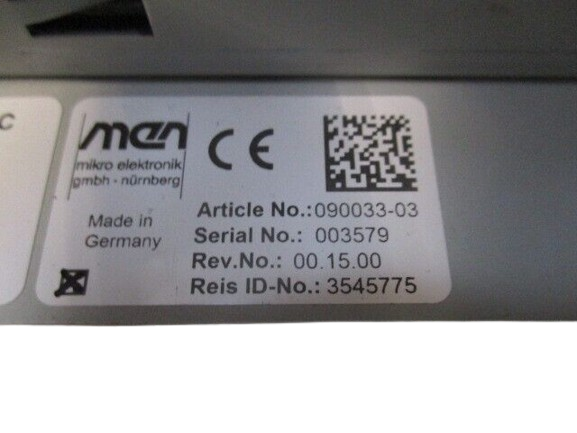 C
men
mikro elektronik
gmbh - nürnberg
CE
Made in
Germany
Article No.:090033-03
Serial No.: 003579
Rev.No.: 00.15.00
Reis ID-No.: 3545775